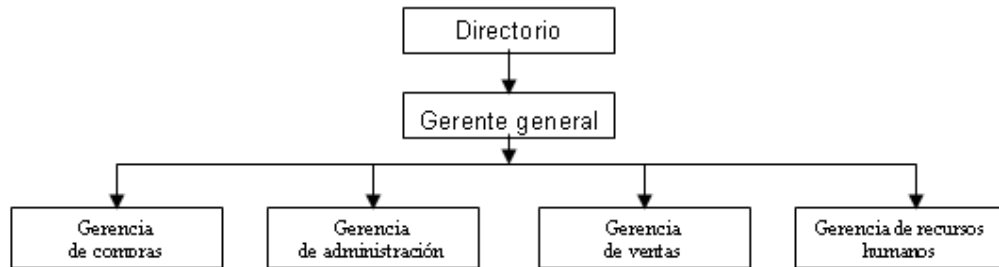 Directorio
Gerente general
Gerencia
de compras
Gerencia
de administración
Gerencia
de ventas
Gerencia de recursos
humanos